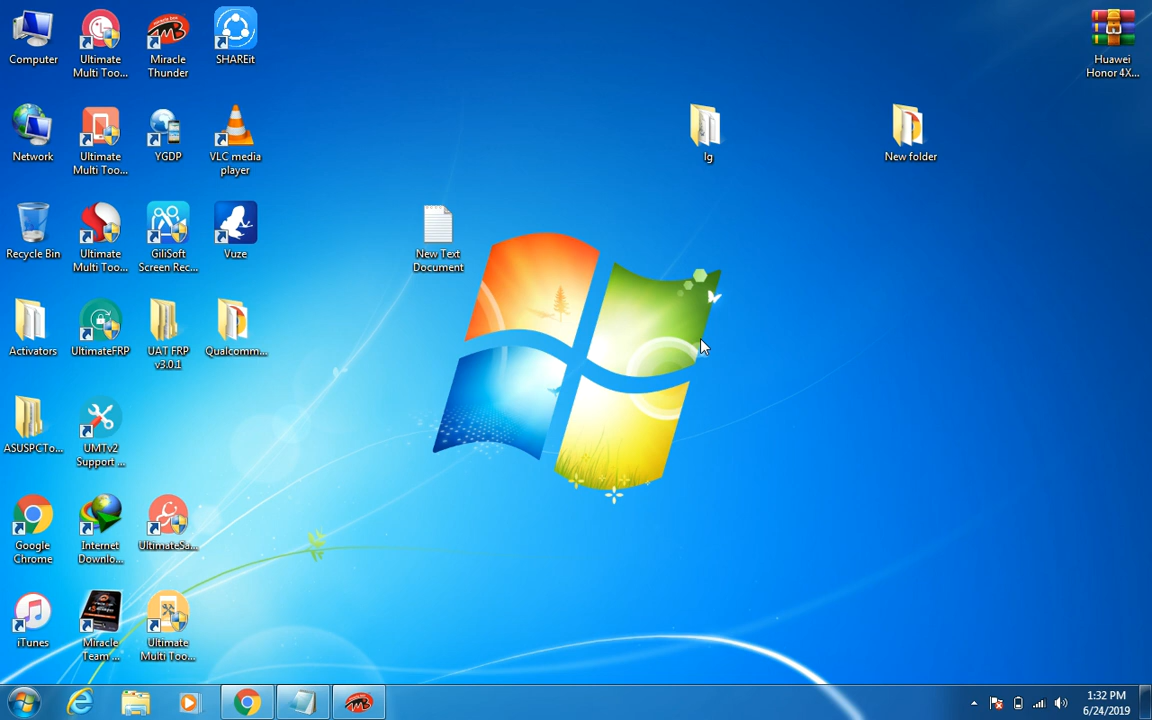 Computer
Ultimate
Multi Too...
Miracle
Thunder
SHAREit
Huawei
Honor 4X...
Network
Ultimate
Multi Too...
YGDP
VLC media
player
lg
New folder
Recycle Bin
Ultimate
Multi Too...
GiliSoft
Screen Rec...
Vuze
New Text
Document
Activators
UltimateFRP
UAT FRP
v3.0.1
Qualcomm...
ASUSPCTo...
UMTv2
Support ...
Google
Chrome
Internet
Downlo...
UltimateSa...
iTunes
Miracle
Team ...
Ultimate
Multi Too...
1:32 PM
6/24/2019